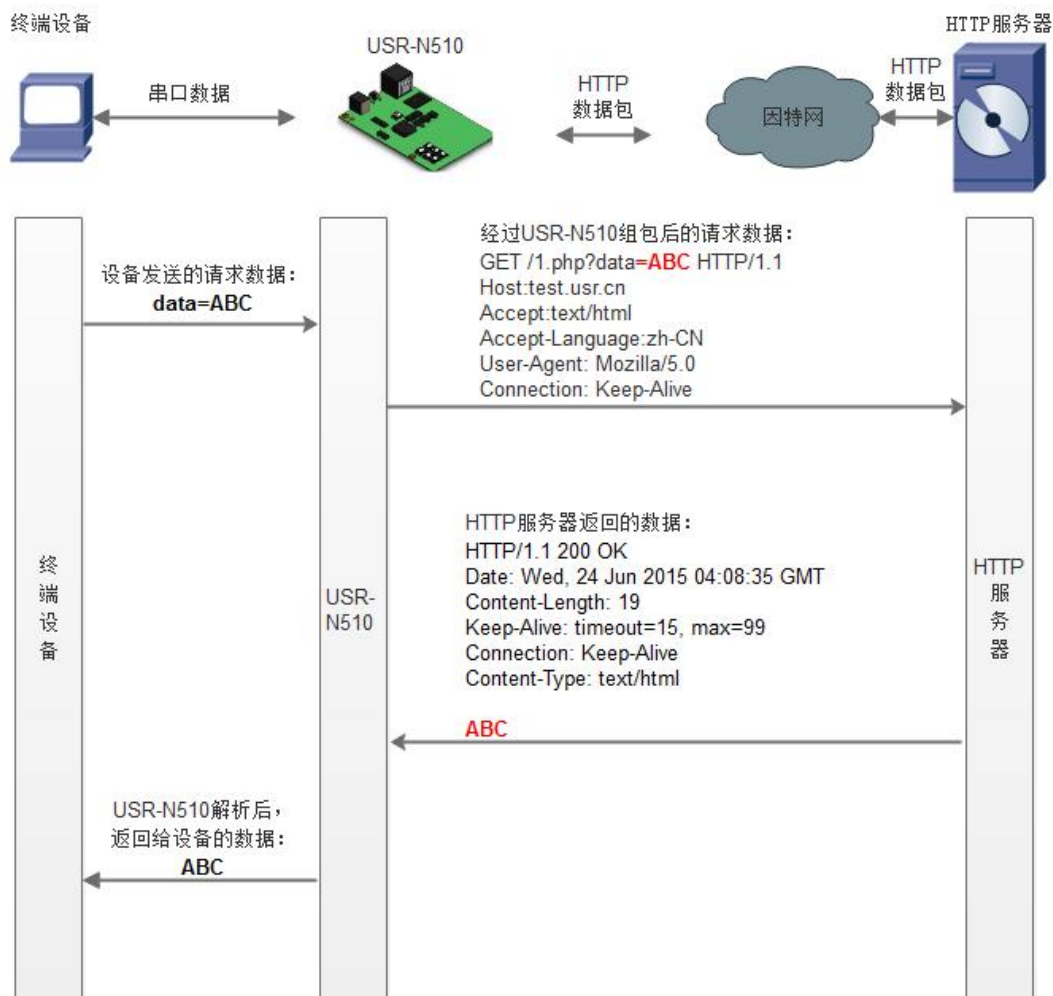 终端设备
USR-N510
HTTP服务器
串口数据
HTTP
数据包
因特网
HTTP
数据包
设备发送的请求数据：
data=ABC
经过USR-N510组包后的请求数据：
GET /1.php?data=ABC HTTP/1.1
Host:test.usr.cn
Accept:text/html
Accept-Language:zh-CN
User-Agent: Mozilla/5.0
Connection: Keep-Alive
HTTP服务器返回的数据：
HTTP/1.1 200 OK
Date: Wed, 24 Jun 2015 04:08:35 GMT
Content-Length: 19
Keep-Alive: timeout=15, max=99
Connection: Keep-Alive
Content-Type: text/html
ABC
终
端
设
备
USR-
N510
HTTP
服
务
器
USR-N510解析后，
返回给设备的数据：
ABC